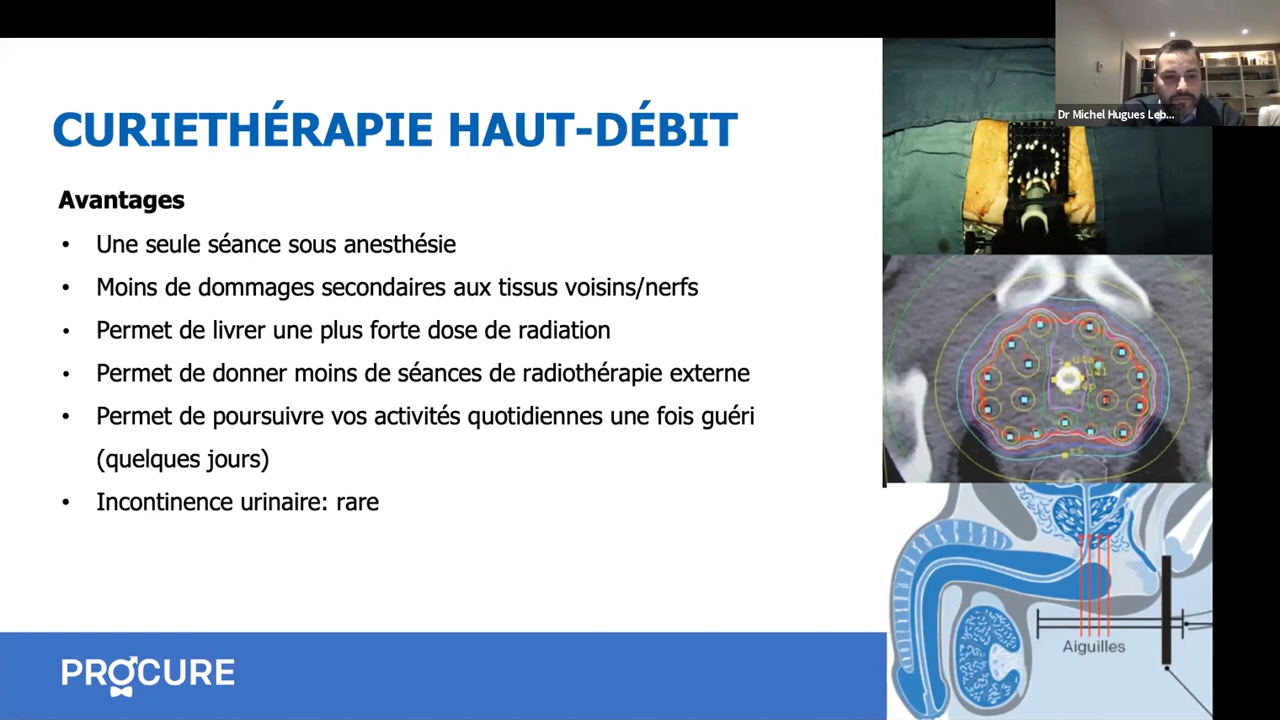 Dr Michel Hugues Leb...
CURIETHÉRAPIE HAUT-DÉBIT
Avantages
• Une seule séance sous anesthésie
• Moins de dommages secondaires aux tissus voisins/nerfs
• Permet de livrer une plus forte dose de radiation
• Permet de donner moins de séances de radiothérapie externe
• Permet de poursuivre vos activités quotidiennes une fois guéri
(quelques jours)
• Incontinence urinaire: rare
Aiguilles
PROCURE